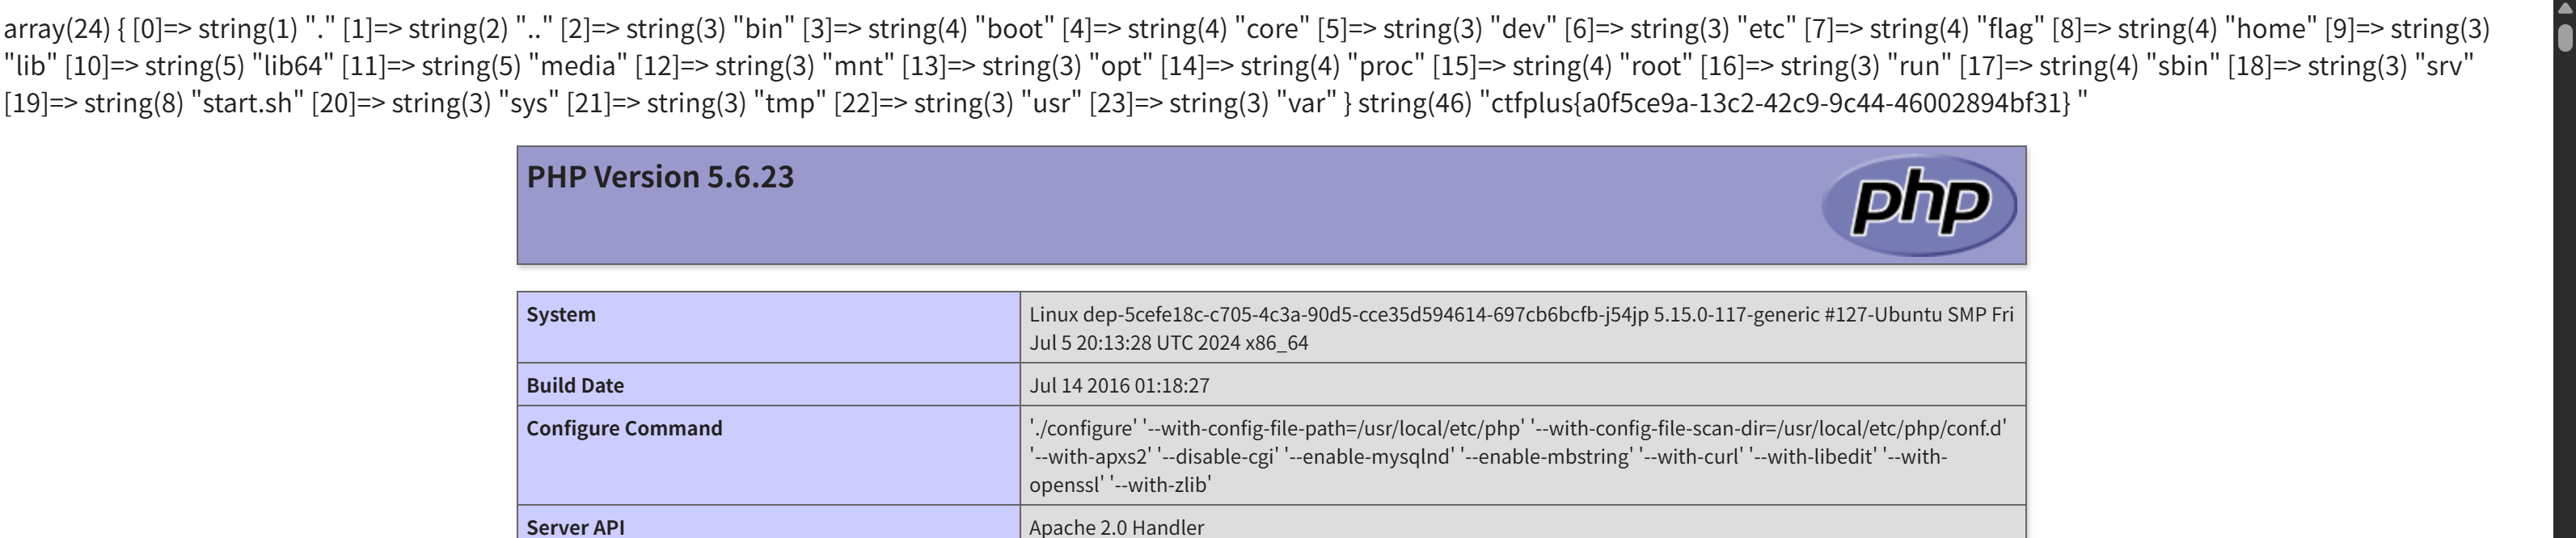 array(24) { [0]=> string(1) "." [1]=> string(2) ".." [2]=> string(3) "bin" [3]=> string(4) "boot" [4]=> string(4) "core" [5]=> string(3) "dev" [6]=> string(3) "etc" [7]=> string(4) "flag" [8]=> string(4) "home" [9]=> string(3)
"lib" [10]=> string(5) "lib64" [11]=> string(5) "media" [12]=> string(3) "mnt" [13]=> string(3) "opt" [14]=> string(4) "proc" [15]=> string(4) "root" [16]=> string(3) "run" [17]=> string(4) "sbin" [18]=> string(3) "srv"
[19]=> string(8) "start.sh" [20]=> string(3) "sys" [21]=> string(3) "tmp" [22]=> string(3) "usr" [23]=> string(3) "var" } string(46) "ctfplus{a0f5ce9a-13c2-42c9-9c44-46002894bf31} "
PHP Version 5.6.23
php
System
Linux dep-5cefe18c-c705-4c3a-90d5-cce35d594614-697cb6bcfb-j54jp 5.15.0-117-generic #127-Ubuntu SMP Fri
Jul 5 20:13:28 UTC 2024 x86_64
Build Date
Jul 14 2016 01:18:27
Configure Command
'./configure' '--with-config-file-path=/usr/local/etc/php' '--with-config-file-scan-dir=/usr/local/etc/php/conf.d'
'--with-apxs2' '--disable-cgi' '--enable-mysqlnd' '--enable-mbstring' '--with-curl' '--with-libedit' '--with-
openssl' '--with-zlib'
Server API
Apache 2.0 Handler